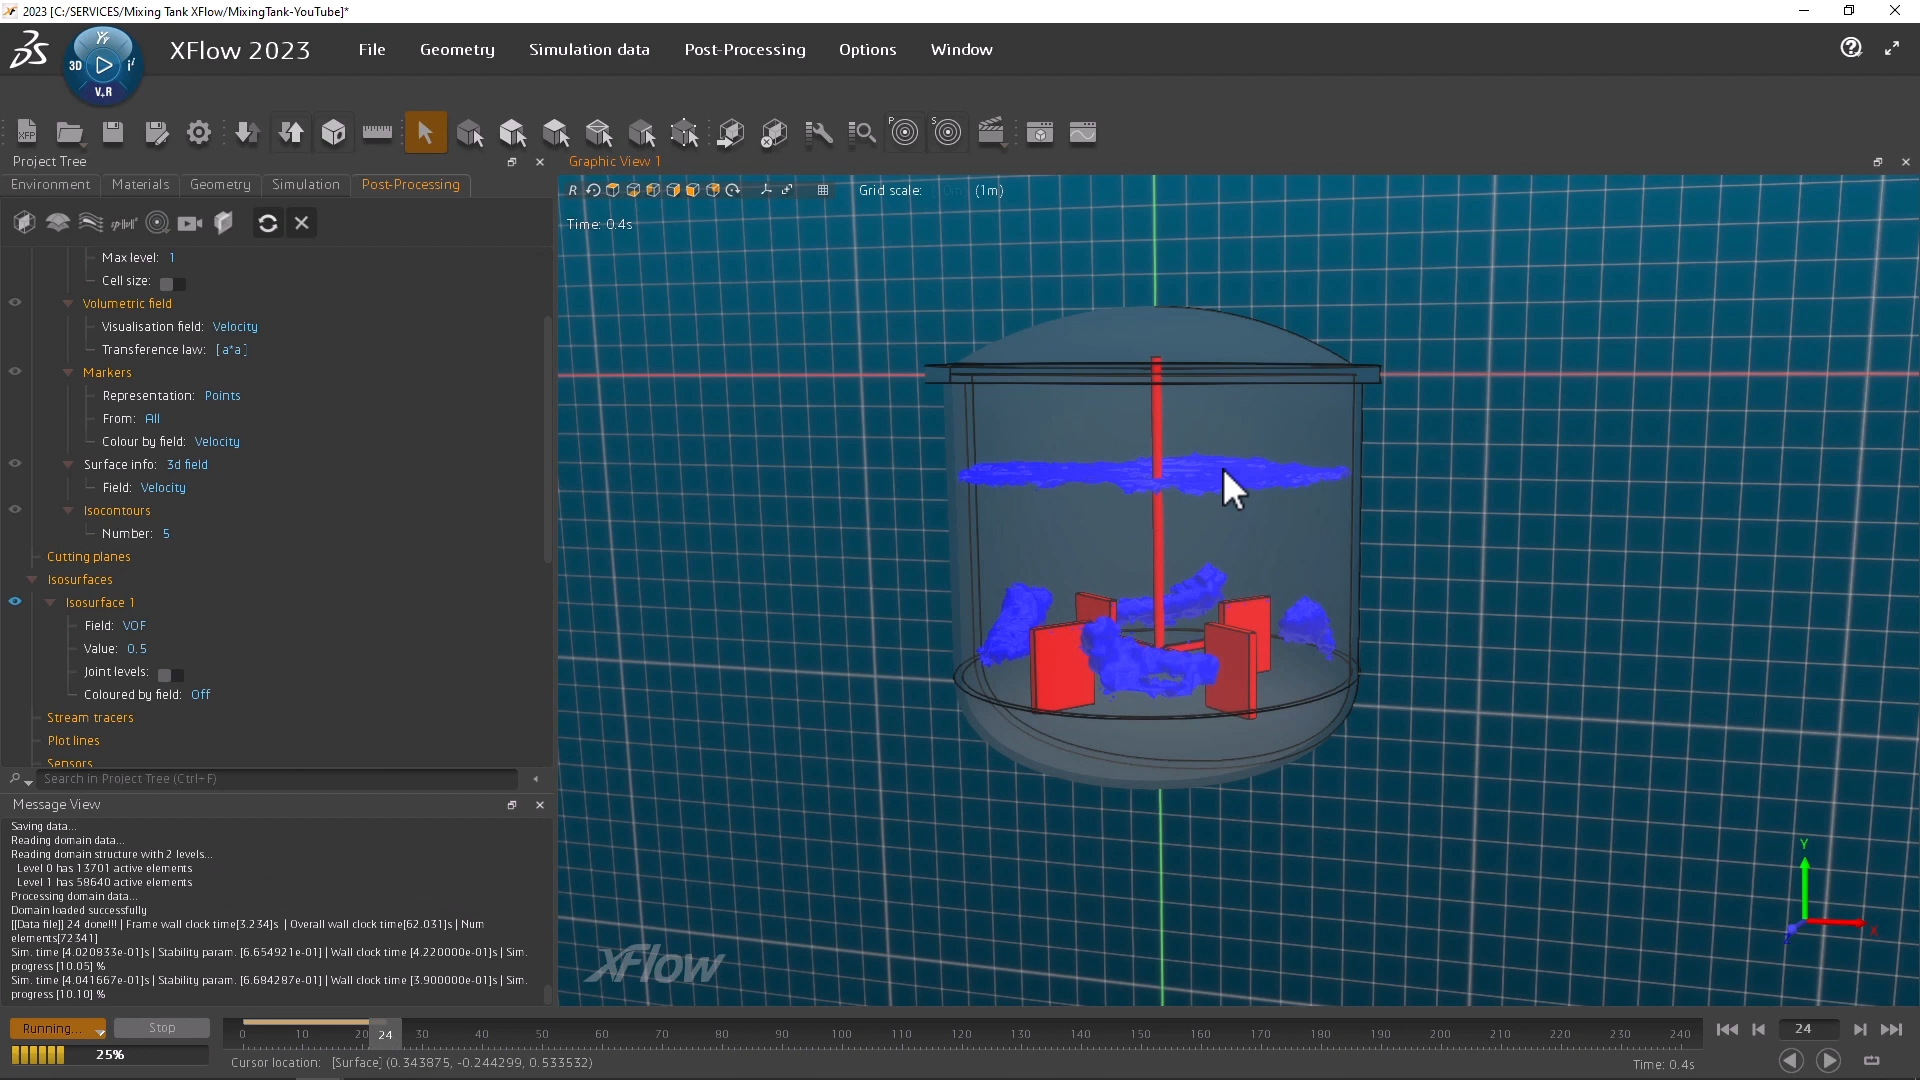 2023 [C:/SERVICES/Mixing Tank XFlow/MixingTank-YouTube]*
XFlow 2023
File
Geometry
Simulation data
Post-Processing
Options
Window
3D
V,R
XFP
P
S
Project Tree
Graphic View 1
Environment
Materials
Geometry
Simulation
Post-Processing
R
Grid scale:
(1m)
Time: 0.4s
Max level: 1
Cell size:
Volumetric field
Visualisation field: Velocity
Transference law: [a*a]
Markers
Representation: Points
From: All
Colour by field: Velocity
Surface info: 3d field
Field: Velocity
Isocontours
Number: 5
Cutting planes
Isosurfaces
Isosurface 1
Field: VOF
Value: 0.5
Joint levels:
Coloured by field: Off
Stream tracers
Plot lines
Sensors
Search in Project Tree (Ctrl+F)
Message View
Saving data...
Reading domain data...
Reading domain structure with 2 levels...
Level 0 has 13701 active elements
Level 1 has 58640 active elements
Processing domain data...
Domain loaded successfully
[[Data file]] 24 done!!! | Frame wall clock time[3.234]s | Overall wall clock time[62.031]s | Num
elements[72341]
Sim. time [4.020833e-01]s | Stability param. [6.654921e-01] | Wall clock time [4.220000e-01]s | Sim.
progress [10.05] %
Sim. time [4.041667e-01]s | Stability param. [6.684287e-01] | Wall clock time [3.900000e-01]s | Sim.
progress [10.10] %
Y
X
XFlow
Running...
Stop
0 10 20 24 30 40 50 60 70 80 90 100 110 120 130 140 150 160 170 180 190 200 210 220 230 240
24
25%
Cursor location: [Surface] (0.343875, -0.244299, 0.533532)
Time: 0.4s